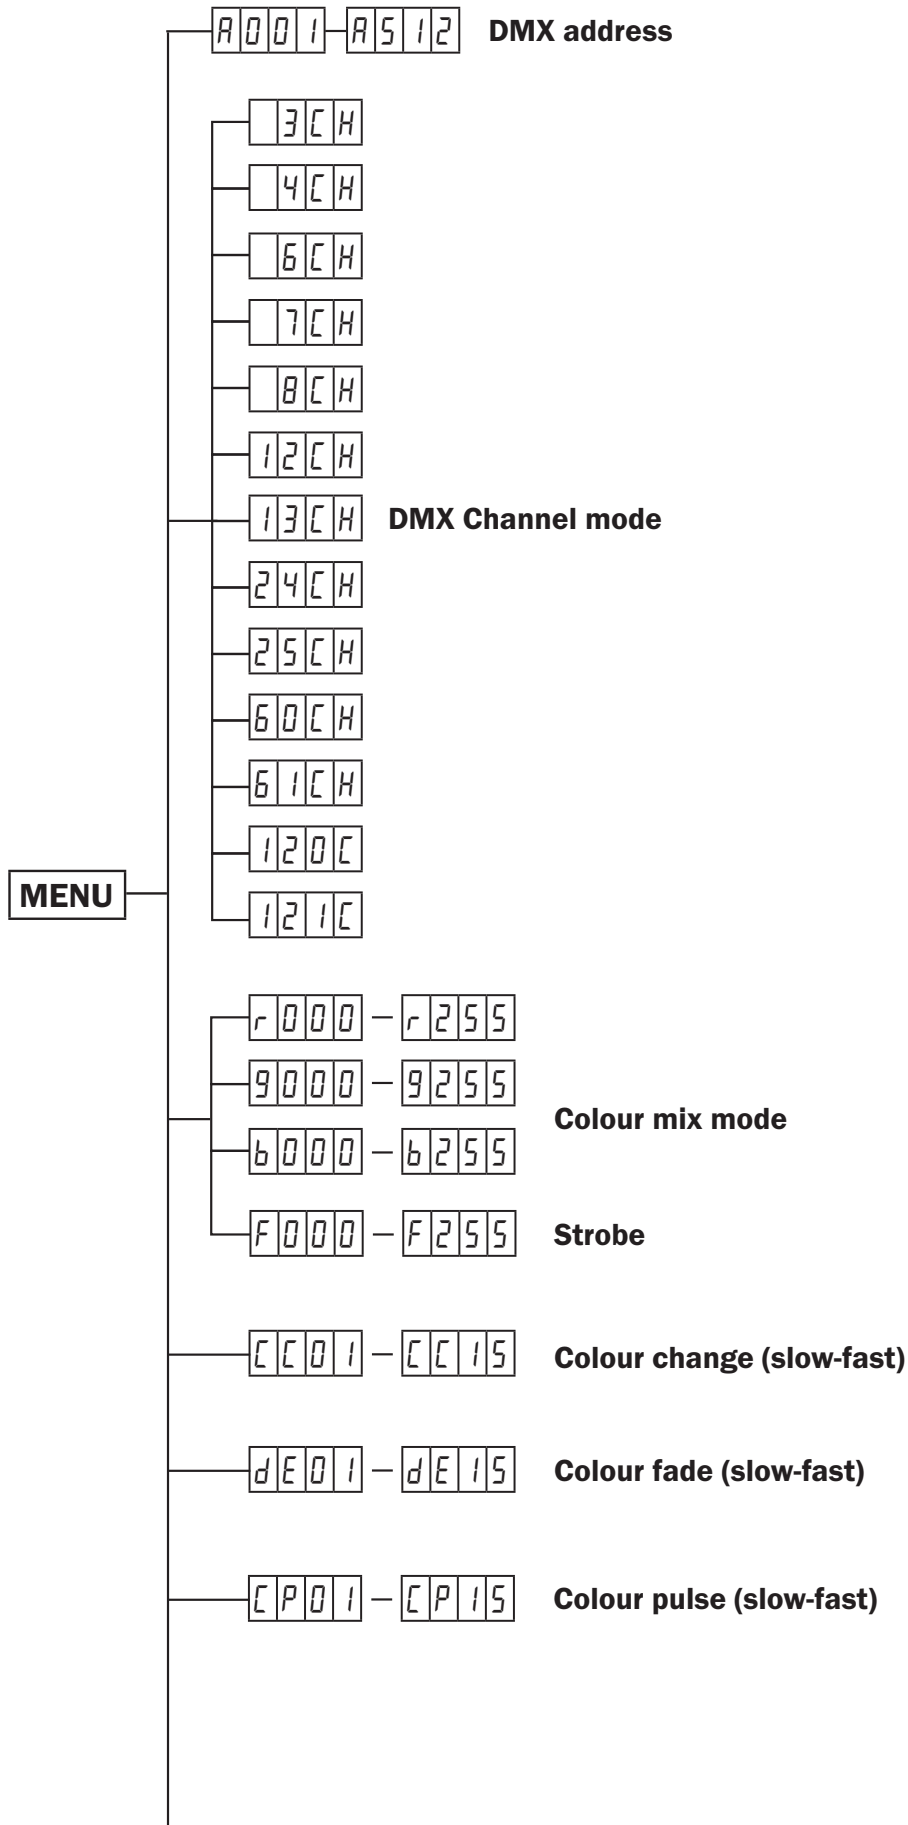 A001 A512 DMX address
3CH
4CH
6CH
7CH
8CH
12CH
13CH DMX Channel mode
24CH
25CH
60CH
61CH
120C
MENU
121C
r000 – r255
g000 – g255
Colour mix mode
b000 – b255
F000 – F255 Strobe
CC01 – CC15 Colour change (slow-fast)
dE01 – dE15 Colour fade (slow-fast)
CP01 – CP15 Colour pulse (slow-fast)